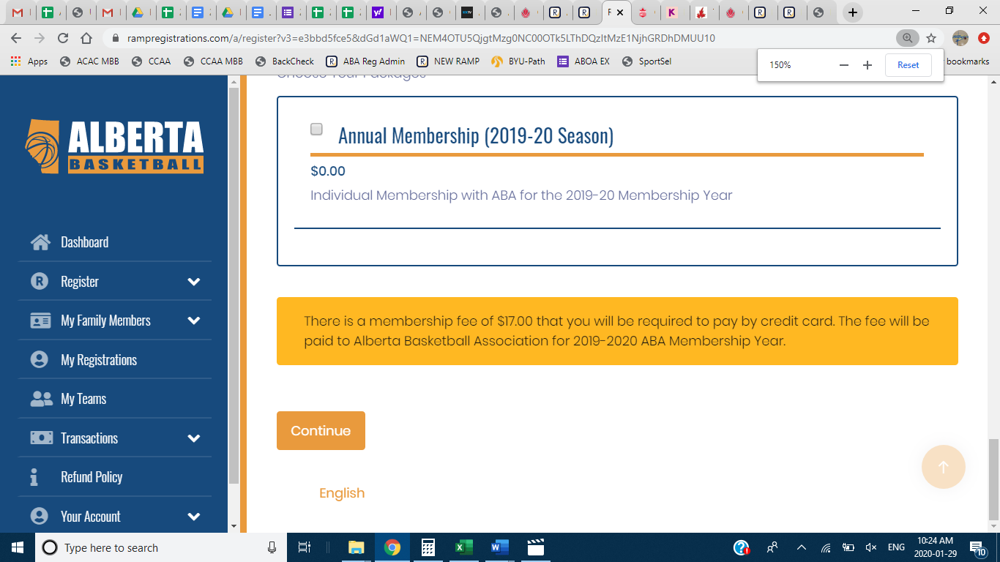 rampregistrations.com/a/register?v3=e3bbd5fce5&dGd1aWQ1=NEM4OTU5QjgtMzg0NC00OTk5LThDQzItMzE1NjhGRDhDMUU10
Apps ACAC MBB CCAA CCAA MBB BackCheck ABA Reg Admin NEW RAMP BYU-Path ABOA EX SportSel bookmarks
150% Reset
Choose Your Packages
ALBERTA
BASKETBALL
Annual Membership (2019-20 Season)
$0.00
Individual Membership with ABA for the 2019-20 Membership Year
Dashboard
Register
My Family Members
My Registrations
My Teams
Transactions
Refund Policy
Your Account
There is a membership fee of $17.00 that you will be required to pay by credit card. The fee will be
paid to Alberta Basketball Association for 2019-2020 ABA Membership Year.
Continue
English
Type here to search
ENG
10:24 AM
2020-01-29
10